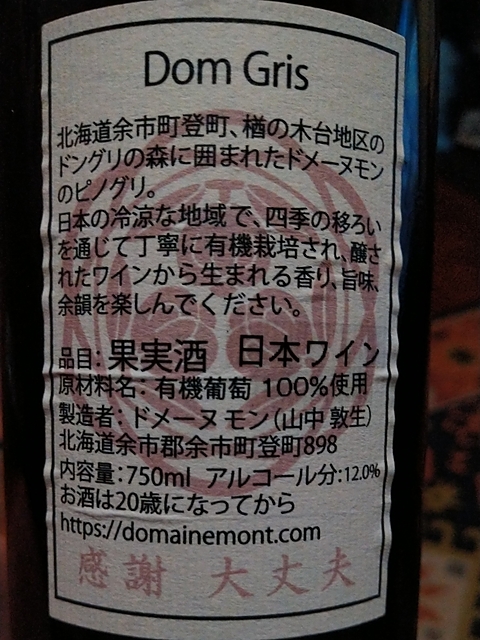 Dom Gris
北海道余市町登町、楢の木台地区の
ドングリの森に囲まれたドメーヌモン
のピノグリ。
日本の冷涼な地域で、四季の移ろい
を通じて丁寧に有機栽培され、醸さ
れたワインから生まれる香り、旨味、
余韻を楽しんでください。
品目：果実酒 日本ワイン
原材料名：有機葡萄 100%使用
製造者：ドメーヌ モン（山中 敦生）
北海道余市郡余市町登町898
内容量：750ml アルコール分：12.0%
お酒は20歳になってから
https://domainemont.com
感謝 大丈夫